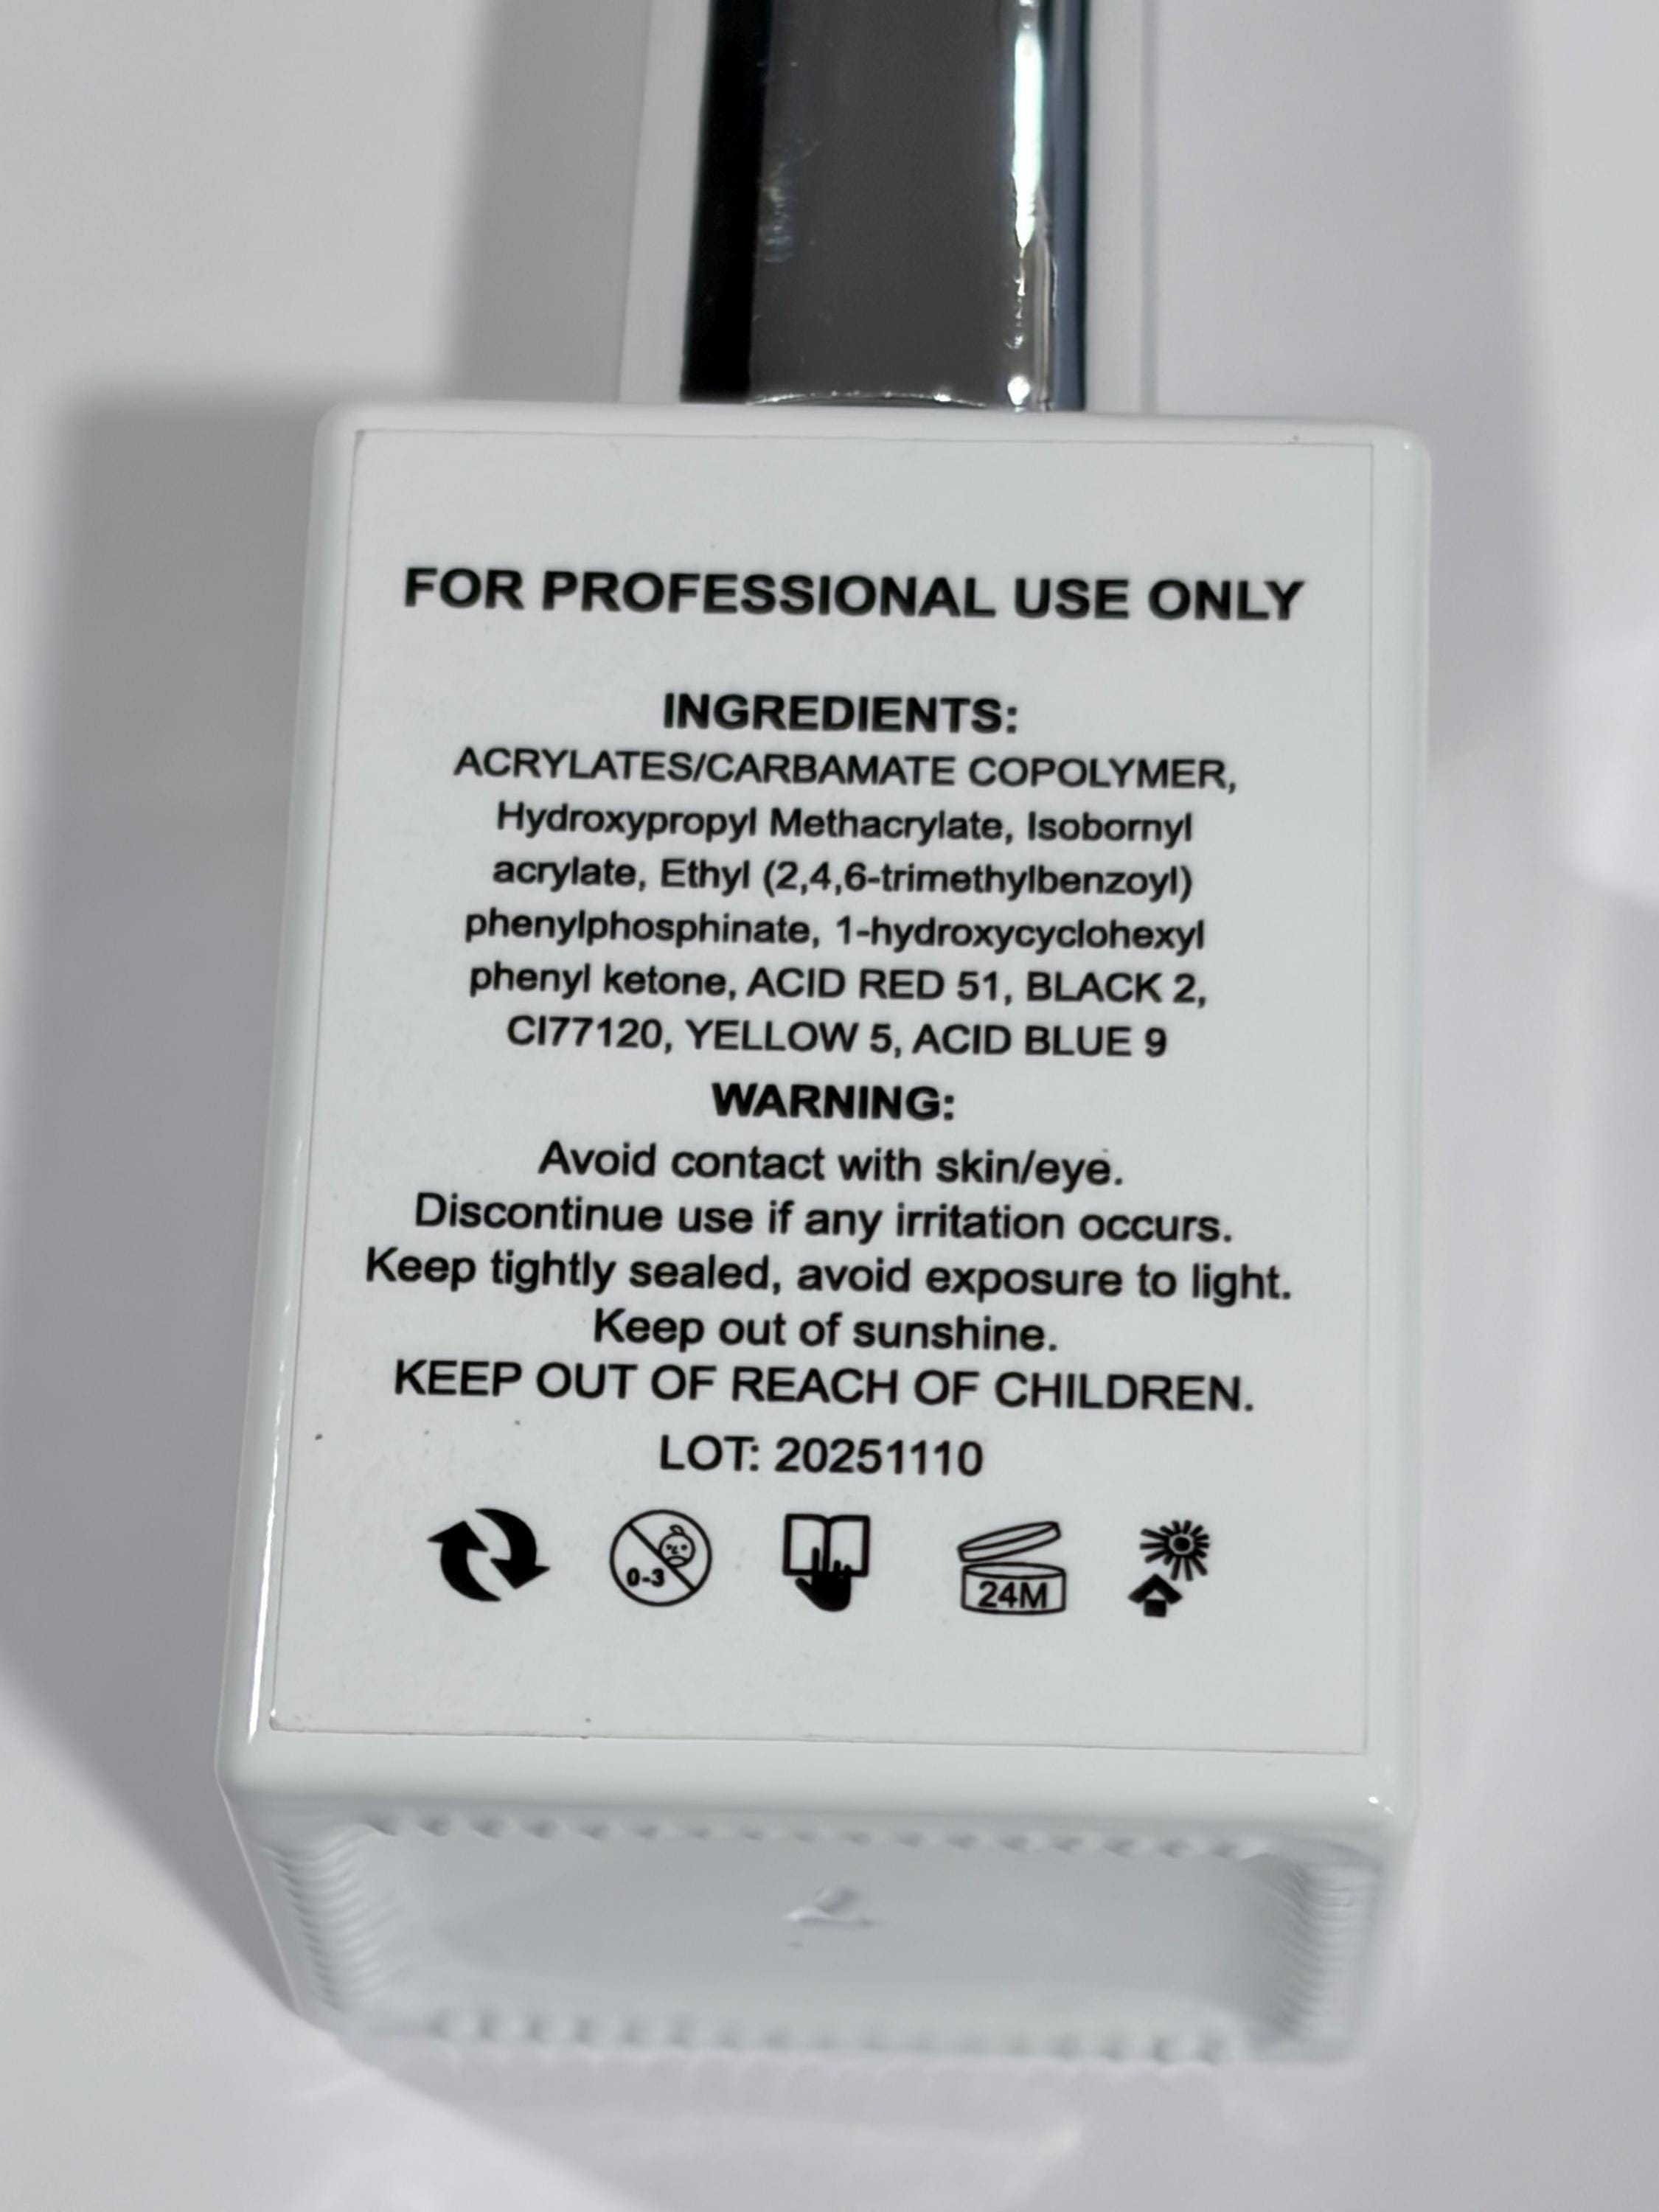 FOR PROFESSIONAL USE ONLY
INGREDIENTS:
ACRYLATES/CARBAMATE COPOLYMER,
Hydroxypropyl Methacrylate, Isobornyl
acrylate, Ethyl (2,4,6-trimethylbenzoyl)
phenylphosphinate, 1-hydroxycyclohexyl
phenyl ketone, ACID RED 51, BLACK 2,
CI77120, YELLOW 5, ACID BLUE 9
WARNING:
Avoid contact with skin/eye.
Discontinue use if any irritation occurs.
Keep tightly sealed, avoid exposure to light.
Keep out of sunshine.
KEEP OUT OF REACH OF CHILDREN.
LOT: 20251110
0-3 24M